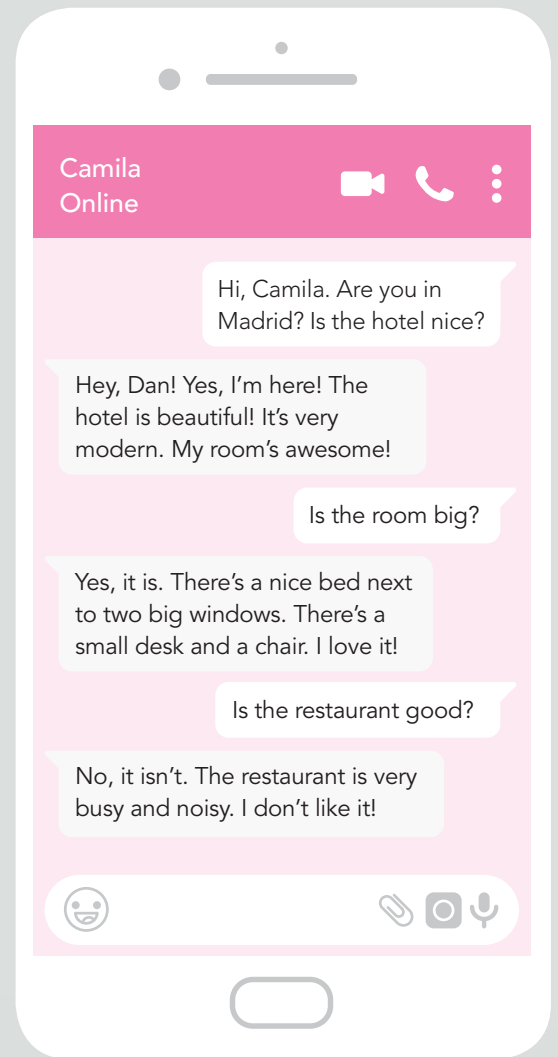 Camila
Online
Hi, Camila. Are you in
Madrid? Is the hotel nice?
Hey, Dan! Yes, I’m here! The
hotel is beautiful! It’s very
modern. My room’s awesome!
Is the room big?
Yes, it is. There’s a nice bed next
to two big windows. There’s a
small desk and a chair. I love it!
Is the restaurant good?
No, it isn’t. The restaurant is very
busy and noisy. I don’t like it!